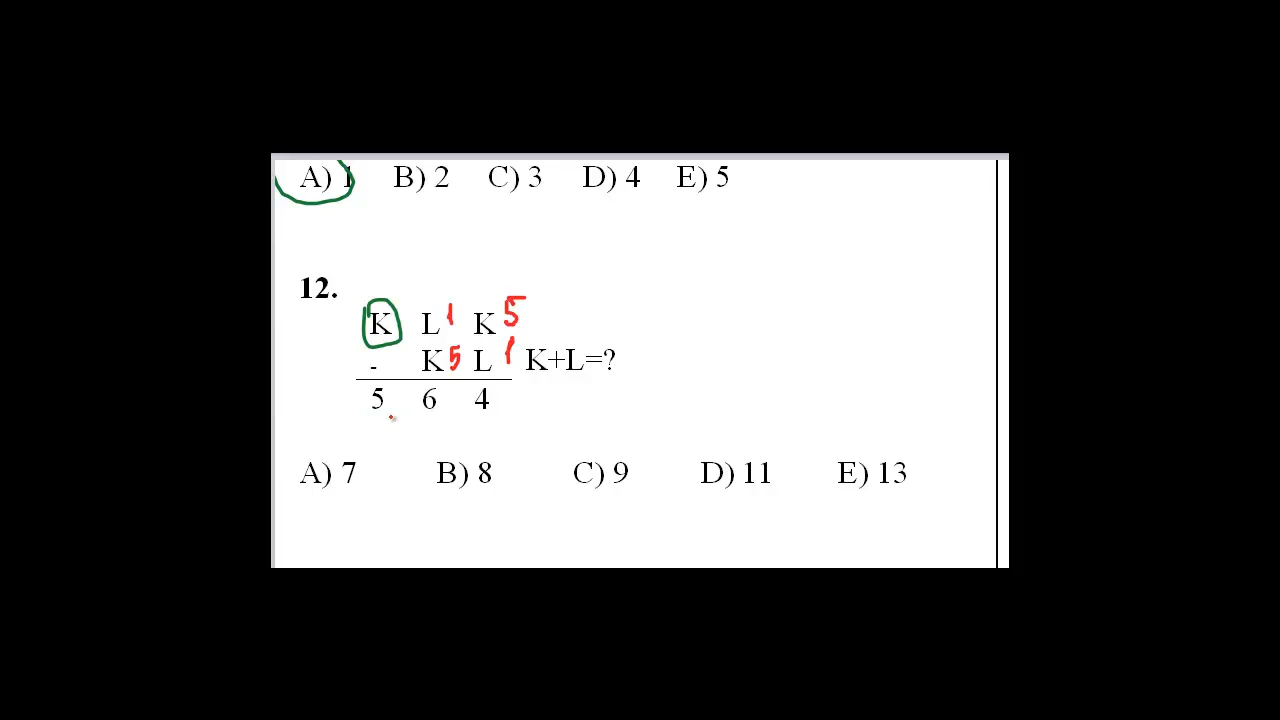 A) 1 B) 2 C) 3 D) 4 E) 5
12.
K L 1 K 5
- K 5 L 1 K+L=?
5 6 4
A) 7 B) 8 C) 9 D) 11 E) 13